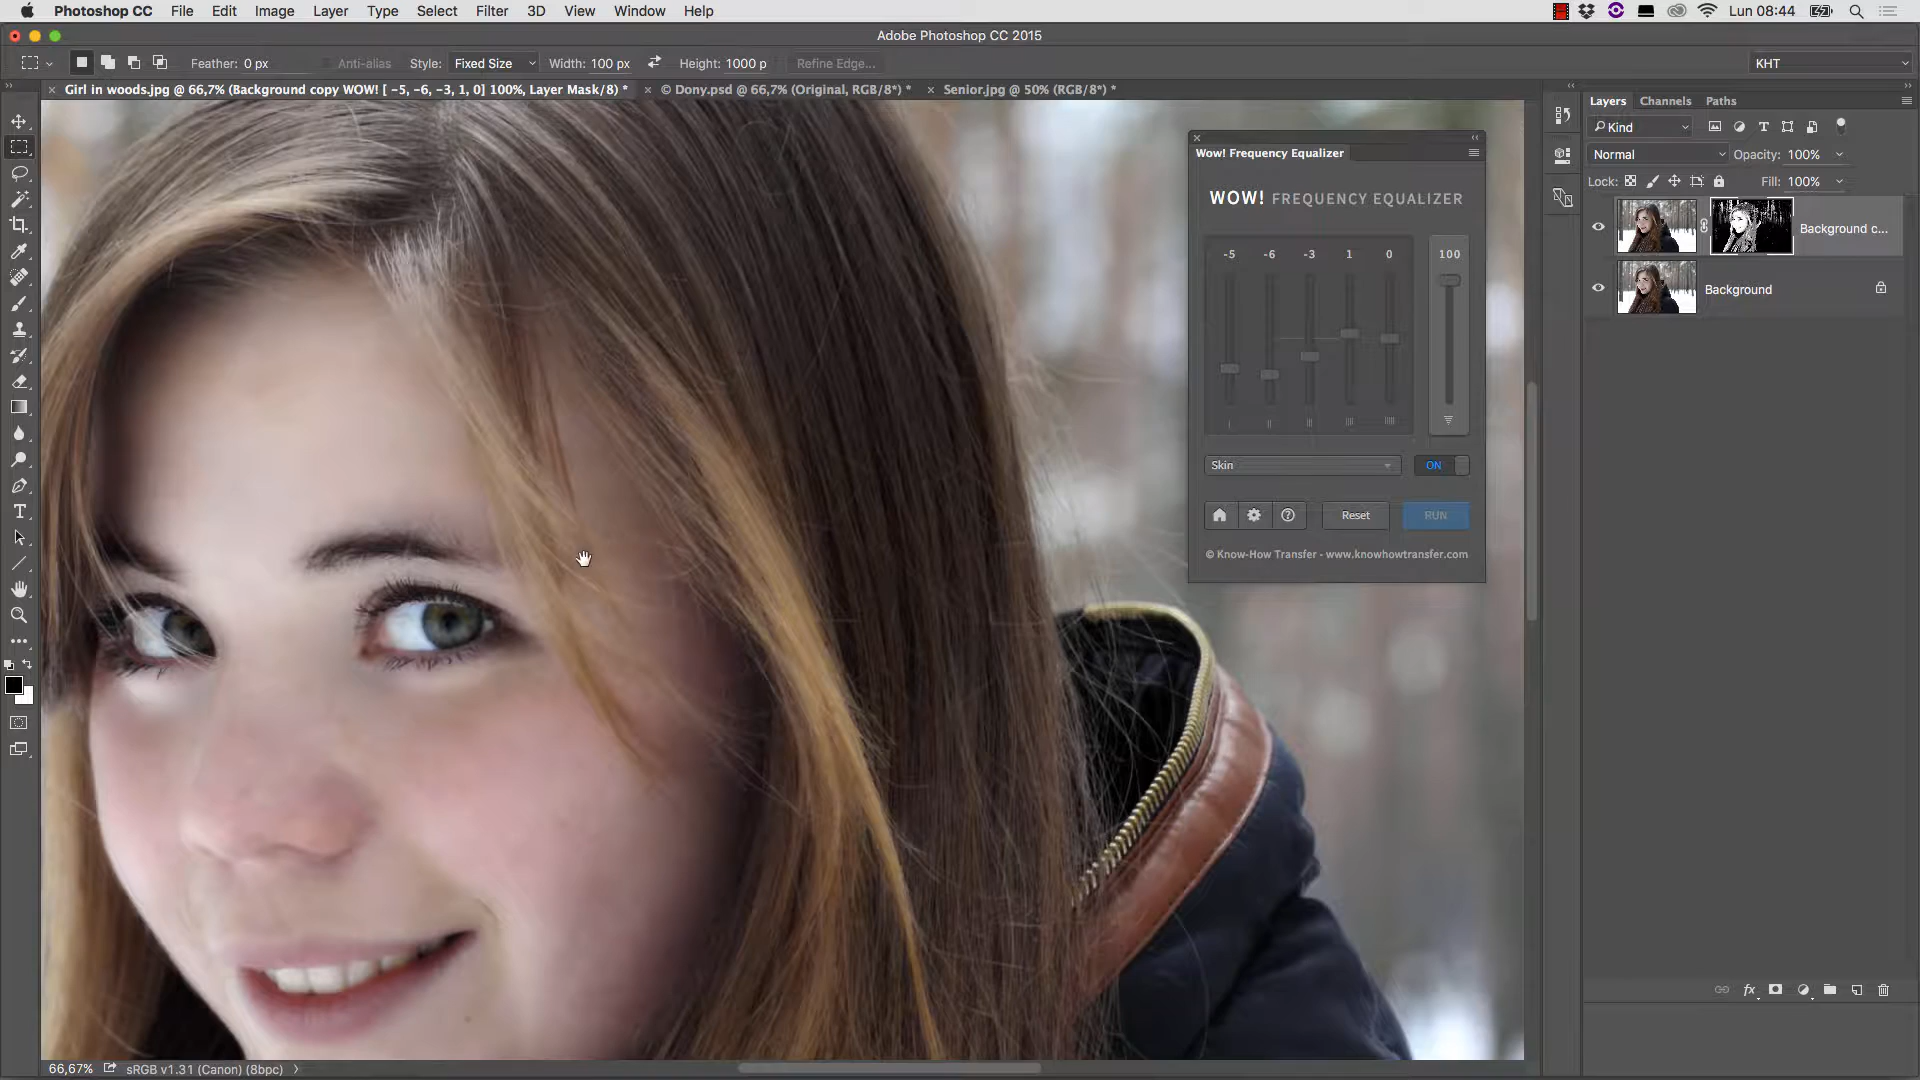 Photoshop CC File Edit Image Layer Type Select Filter 3D View Window Help Lun 08:44
Adobe Photoshop CC 2015
Feather: 0 px Anti-alias Style: Fixed Size Width: 100 px Height: 1000 p Refine Edge... KHT
Girl in woods.jpg @ 66,7% (Background copy WOW! [ -5, -6, -3, 1, 0] 100%, Layer Mask/8) * © Dony.psd @ 66,7% (Original, RGB/8*) * Senior.jpg @ 50% (RGB/8*) *
Layers Channels Paths
Kind
Normal Opacity: 100%
Lock: Fill: 100%
Background c...
Background
Wow! Frequency Equalizer
WOW! FREQUENCY EQUALIZER
-5 -6 -3 1 0 100
Skin ON
Reset RUN
© Know-How Transfer - www.knowhowtransfer.com
fx
66,67% sRGB v1.31 (Canon) (8bpc)